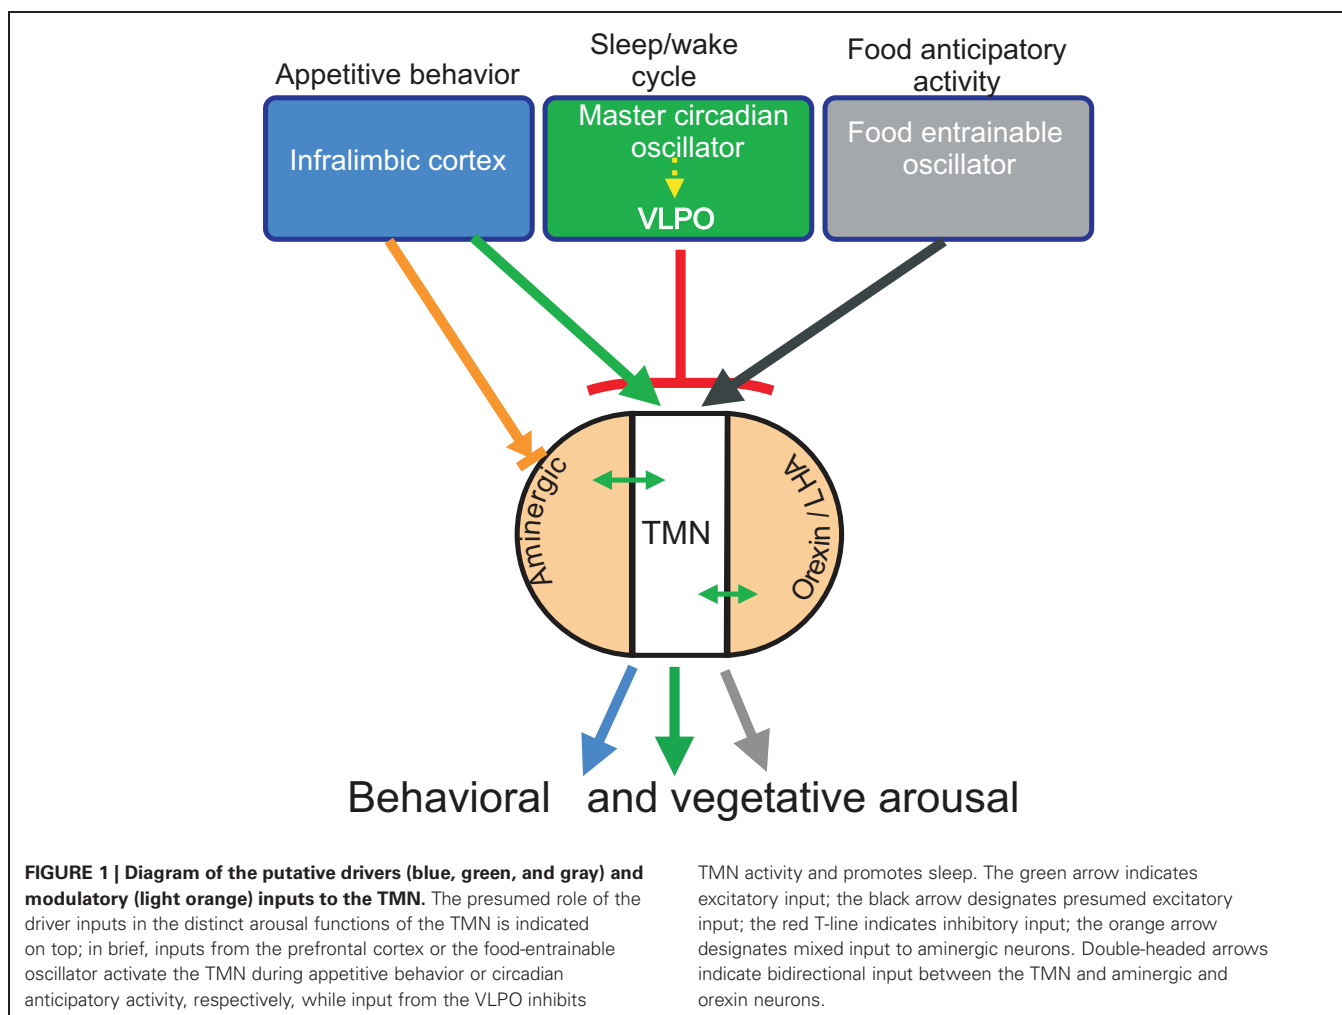 Appetitive behavior
Sleep/wake
cycle
Food anticipatory
activity
Infralimbic cortex
Master circadian
oscillator
VLPO
Food entrainable
oscillator
Aminergic
TMN
Orexin / LHA
Behavioral and vegetative arousal
FIGURE 1 | Diagram of the putative drivers (blue, green, and gray) and
modulatory (light orange) inputs to the TMN. The presumed role of the
driver inputs in the distinct arousal functions of the TMN is indicated
on top; in brief, inputs from the prefrontal cortex or the food-entrainable
oscillator activate the TMN during appetitive behavior or circadian
anticipatory activity, respectively, while input from the VLPO inhibits
TMN activity and promotes sleep. The green arrow indicates
excitatory input; the black arrow designates presumed excitatory
input; the red T-line indicates inhibitory input; the orange arrow
designates mixed input to aminergic neurons. Double-headed arrows
indicate bidirectional input between the TMN and aminergic and
orexin neurons.